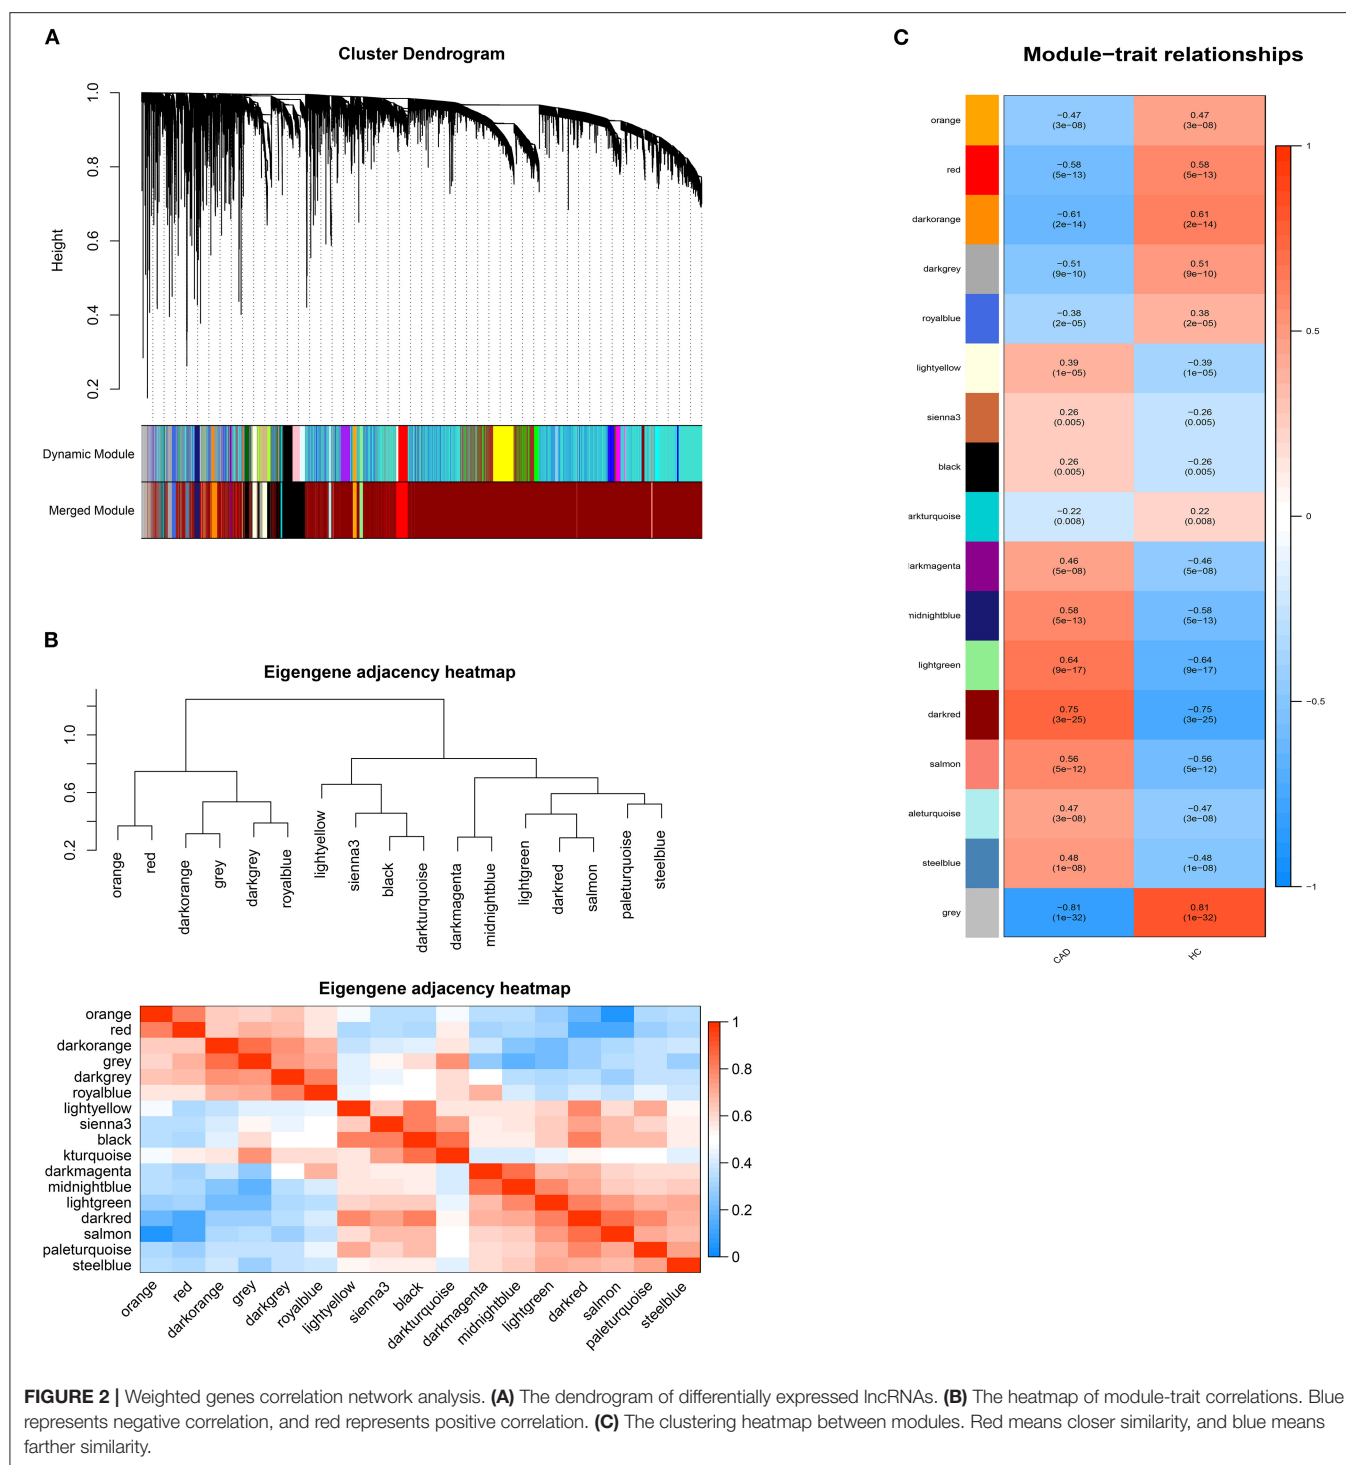 A
Cluster Dendrogram
Height
1.0
0.8
0.6
0.4
0.2
Dynamic Module
Merged Module
B
Eigengene adjacency heatmap
1.0
0.6
0.2
orange
red
darkorange
grey
darkgrey
royalblue
lightyellow
sienna3
black
darkturquoise
darkmagenta
midnightblue
lightgreen
darkred
salmon
paleturquoise
steelblue
Eigengene adjacency heatmap
orange
red
darkorange
grey
darkgrey
royalblue
lightyellow
sienna3
black
kturquoise
darkmagenta
midnightblue
lightgreen
darkred
salmon
paleturquoise
steelblue
orange
red
darkorange
grey
darkgrey
royalblue
lightyellow
sienna3
black
darkturquoise
darkmagenta
midnightblue
lightgreen
darkred
salmon
paleturquoise
steelblue
1
0.8
0.6
0.4
0.2
0
C
Module−trait relationships
orange
−0.47 0.47
(3e−08) (3e−08)
red
−0.58 0.58
(5e−13) (5e−13)
darkorange
−0.61 0.61
(2e−14) (2e−14)
darkgrey
−0.51 0.51
(9e−10) (9e−10)
royalblue
−0.38 0.38
(2e−05) (2e−05)
lightyellow
0.39 −0.39
(1e−05) (1e−05)
sienna3
0.26 −0.26
(0.005) (0.005)
black
0.26 −0.26
(0.005) (0.005)
arkturquoise
−0.22 0.22
(0.008) (0.008)
larkmagenta
0.46 −0.46
(5e−08) (5e−08)
midnightblue
0.58 −0.58
(5e−13) (5e−13)
lightgreen
0.64 −0.64
(9e−17) (9e−17)
darkred
0.75 −0.75
(3e−25) (3e−25)
salmon
0.56 −0.56
(5e−12) (5e−12)
aleturquoise
0.47 −0.47
(3e−08) (3e−08)
steelblue
0.48 −0.48
(1e−08) (1e−08)
grey
−0.81 0.81
(1e−32) (1e−32)
CAD
HC
1
0.5
0
−0.5
−1
FIGURE 2 | Weighted genes correlation network analysis. (A) The dendrogram of differentially expressed lncRNAs. (B) The heatmap of module-trait correlations. Blue
represents negative correlation, and red represents positive correlation. (C) The clustering heatmap between modules. Red means closer similarity, and blue means
farther similarity.